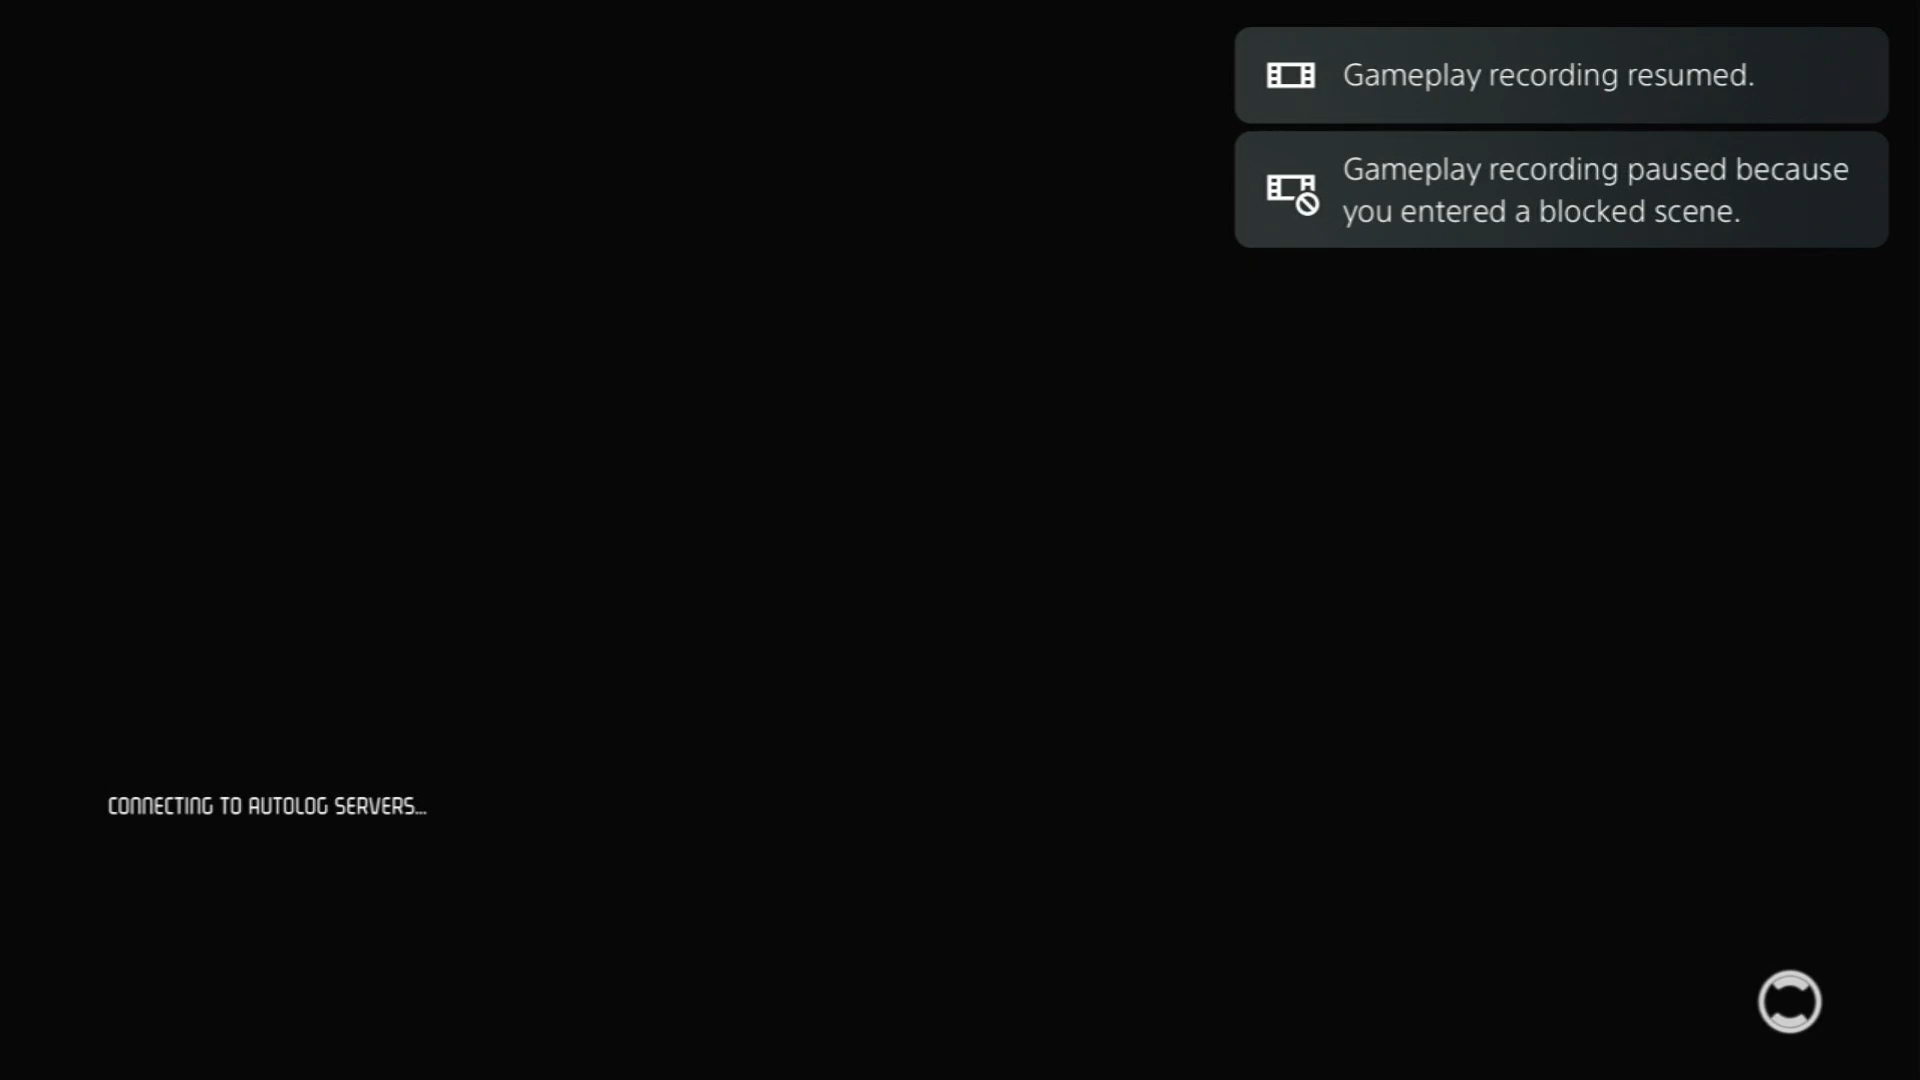 Gameplay recording resumed.
Gameplay recording paused because
you entered a blocked scene.
CONNECTING TO AUTOLOG SERVERS...